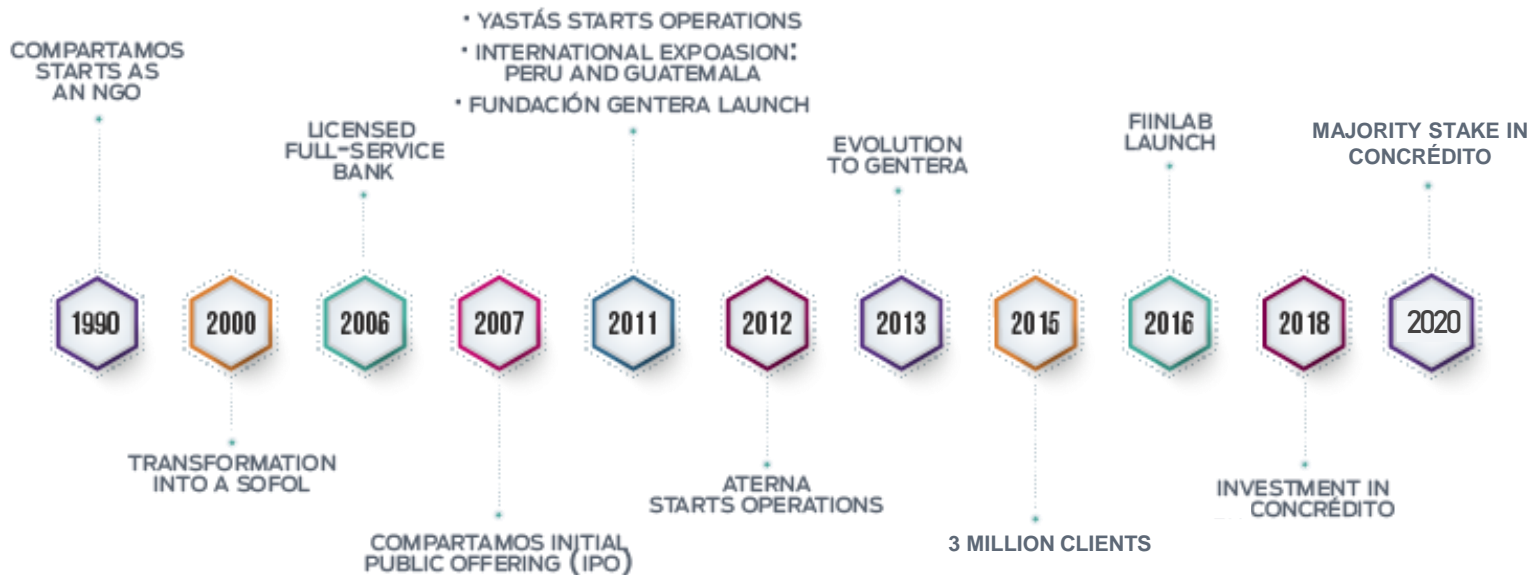 COMPARTAMOS
STARTS AS
AN NGO
LICENSED
FULL-SERVICE
BANK
• YASTÁS STARTS OPERATIONS
• INTERNATIONAL EXPOASION:
PERU AND GUATEMALA
• FUNDACIÓN GENTERA LAUNCH
EVOLUTION
TO GENTERA
FIINLAB
LAUNCH
MAJORITY STAKE IN
CONCRÉDITO
1990
2000
2006
2007
2011
2012
2013
2015
2016
2018
2020
TRANSFORMATION
INTO A SOFOL
COMPARTAMOS INITIAL
PUBLIC OFFERING (IPO)
ATERNA
STARTS OPERATIONS
3 MILLION CLIENTS
INVESTMENT IN
CONCRÉDITO